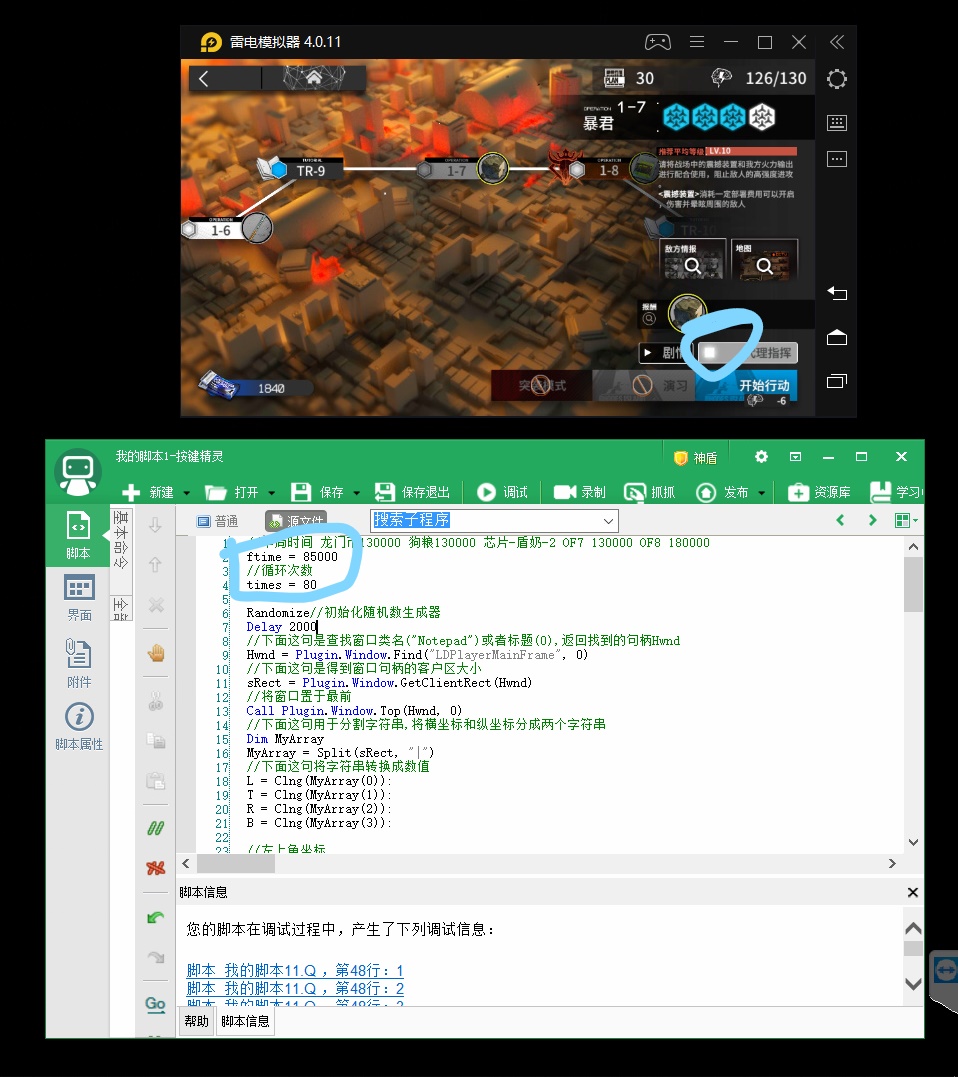 雷电模拟器 4.0.11
30
126/130
OPERATION
1-7
暴君
推荐平均等级 LV.10
请将战场中的震撼装置和我方火力输出
进行配合使用，阻止敌人的高强度进攻
<震撼装置>消耗一定部署费用可以开启
，伤害并晕眩周围的敌人
TUTORIAL
TR-9
OPERATION
1-7
OPERATION
1-8
OPERATION
1-6
TR-10
敌方情报
地图
报酬
剧情
代理指挥
1840
突袭模式
演习
开始行动
-6
我的脚本1-按键精灵
神盾
新建
打开
保存
保存退出
调试
录制
抓抓
发布
资源库
学习
脚本
界面
附件
脚本属性
基本命令
全
普通
源文件
搜索子程序
1
130000 狗粮130000 芯片-盾奶-2 OF7 130000 OF8 180000
2 ftime = 85000
3 //循环次数
4 times = 80
5
6 Randomize//初始化随机数生成器
7 Delay 2000
8 //下面这句是查找窗口类名("Notepad")或者标题(0),返回找到的句柄Hwnd
9 Hwnd = Plugin.Window.Find("LDPlayerMainFrame", 0)
10 //下面这句是得到窗口句柄的客户区大小
11 sRect = Plugin.Window.GetClientRect(Hwnd)
12 //将窗口置于最前
13 Call Plugin.Window.Top(Hwnd, 0)
14 //下面这句用于分割字符串,将横坐标和纵坐标分成两个字符串
15 Dim MyArray
16 MyArray = Split(sRect, "|")
17 //下面这句将字符串转换成数值
18 L = Clng(MyArray(0)):
19 T = Clng(MyArray(1)):
20 R = Clng(MyArray(2)):
21 B = Clng(MyArray(3)):
22
23 //左上角坐标
脚本信息
您的脚本在调试过程中，产生了下列调试信息：
脚本 我的脚本11.Q ，第48行：1
脚本 我的脚本11.Q ，第48行：2
脚本 我的脚本11.Q ，第48行：3
Go
帮助
脚本信息